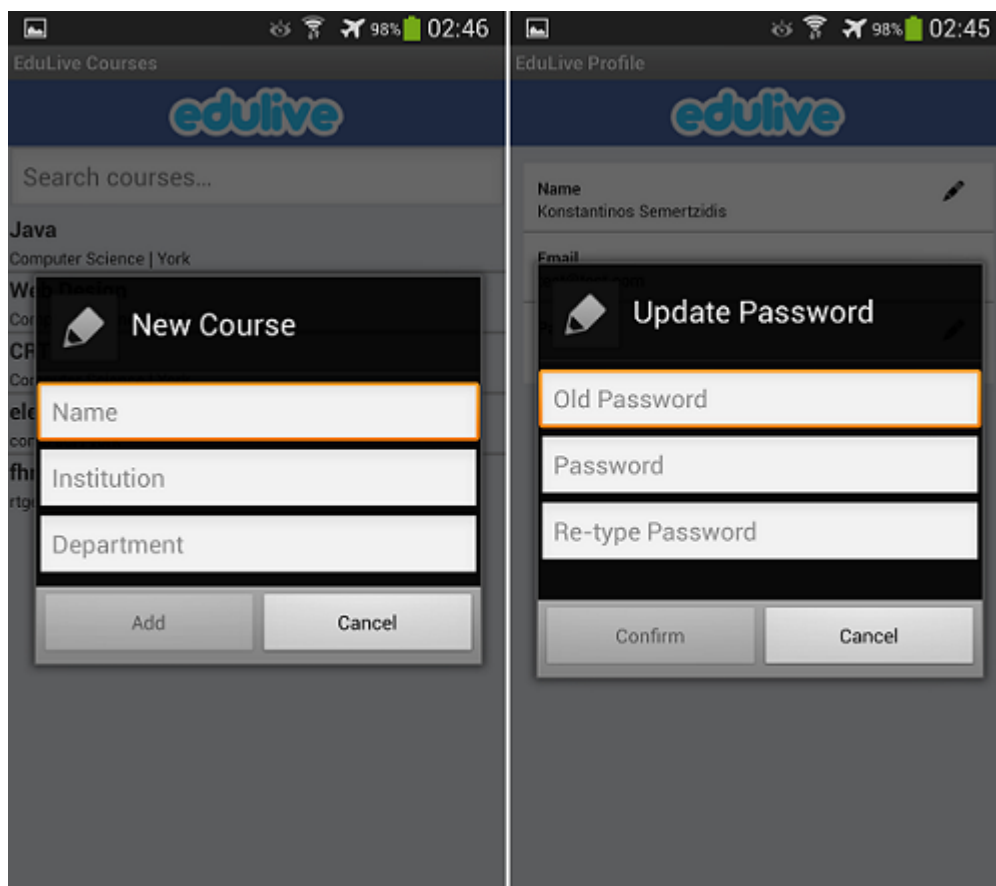 98% 02:46
EduLive Courses
edulive
Search courses...
Java
Computer Science | York
Web Design
New Course
Name
Institution
Department
Add Cancel
98% 02:45
EduLive Profile
edulive
Name
Konstantinos Semertzidis
Email
Update Password
Old Password
Password
Re-type Password
Confirm Cancel